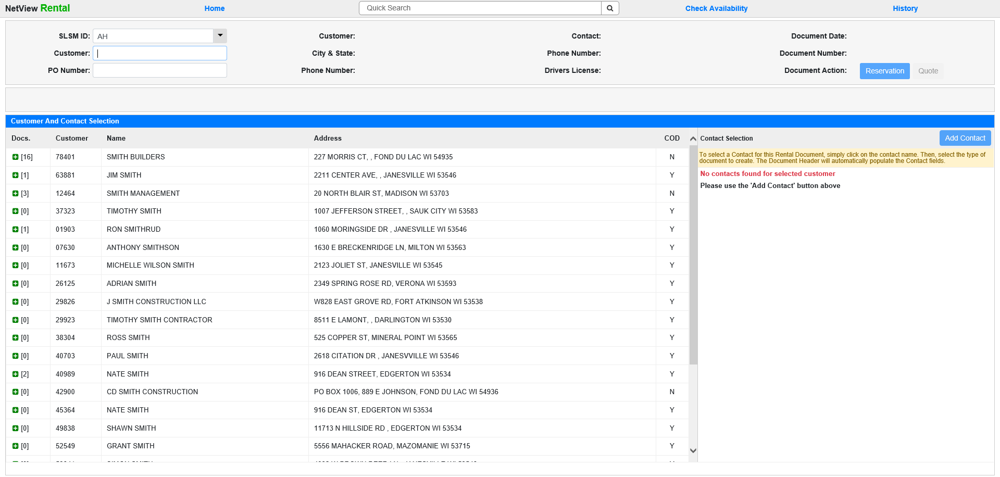 NetView Rental Home Quick Search Check Availability History
SLSM ID: AH Customer: Contact: Document Date:
Customer: City & State: Phone Number: Document Number:
PO Number: Phone Number: Drivers License: Document Action: Reservation Quote
Customer And Contact Selection
Docs. Customer Name Address COD
[16] 78401 SMITH BUILDERS 227 MORRIS CT, , FOND DU LAC WI 54935 N
[1] 63881 JIM SMITH 2211 CENTER AVE, , JANESVILLE WI 53546 Y
[3] 12464 SMITH MANAGEMENT 20 NORTH BLAIR ST, MADISON WI 53703 N
[0] 37323 TIMOTHY SMITH 1007 JEFFERSON STREET, , SAUK CITY WI 53583 Y
[1] 01903 RON SMITHRUD 1060 MORINGSIDE DR , JANESVILLE WI 53546 Y
[0] 07630 ANTHONY SMITHSON 1630 E BRECKENRIDGE LN, MILTON WI 53563 Y
[0] 11673 MICHELLE WILSON SMITH 2123 JOLIET ST, JANESVILLE WI 53545 Y
[0] 26125 ADRIAN SMITH 2349 SPRING ROSE RD, VERONA WI 53593 Y
[0] 29826 J SMITH CONSTRUCTION LLC W828 EAST GROVE RD, FORT ATKINSON WI 53538 Y
[0] 29923 TIMOTHY SMITH CONTRACTOR 8511 E LAMONT, , DARLINGTON WI 53530 Y
[0] 38304 ROSS SMITH 525 COPPER ST, MINERAL POINT WI 53565 Y
[0] 40703 PAUL SMITH 2618 CITATION DR , JANESVVILLE WI 53546 Y
[2] 40989 NATE SMITH 916 DEAN STREET, EDGERTON WI 53534 Y
[0] 42900 CD SMITH CONSTRUCTION PO BOX 1006, 889 E JOHNSON, FOND DU LAC WI 54936 N
[0] 45364 NATE SMITH 916 DEAN ST, EDGERTON WI 53534 Y
[0] 49838 SHAWN SMITH 11713 N HILLSIDE RD , EDGERTON WI 53534 Y
[0] 52549 GRANT SMITH 5556 MAHACKER ROAD, MAZOMANIE WI 53715 Y
Contact Selection Add Contact
To select a Contact for this Rental Document, simply click on the contact name. Then, select the type of
document to create. The Document Header will automatically populate the Contact fields.
No contacts found for selected customer
Please use the 'Add Contact' button above